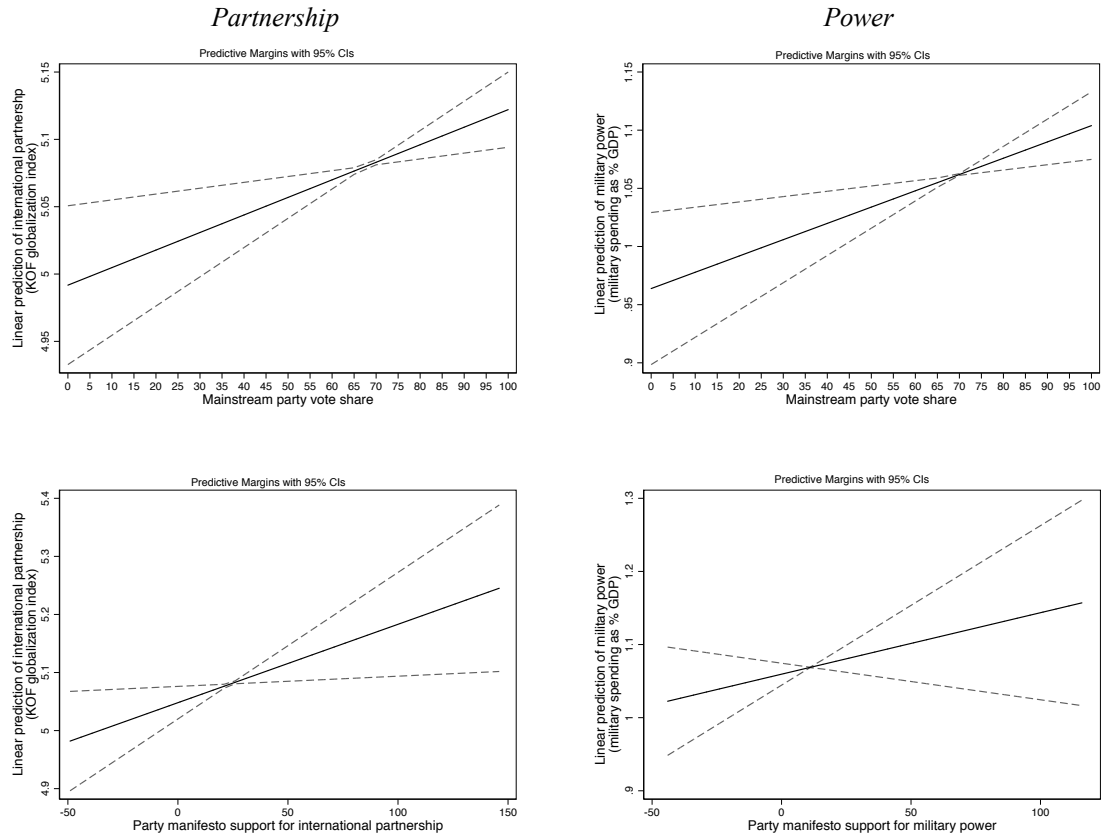 Partnership
Power
Predictive Margins with 95% CIs
Linear prediction of international partnershp
(KOF globalization index)
5.15
5.1
5.05
5
4.95
0 5 10 15 20 25 30 35 40 45 50 55 60 65 70 75 80 85 90 95 100
Mainstream party vote share
Predictive Margins with 95% CIs
Linear prediction of military power
(military spending as % GDP)
1.15
1.1
1.05
1
.95
.9
0 5 10 15 20 25 30 35 40 45 50 55 60 65 70 75 80 85 90 95 100
Mainstream party vote share
Predictive Margins with 95% CIs
Linear prediction of international partnership
(KOF globalization index)
5.4
5.3
5.2
5.1
5
4.9
-50 0 50 100 150
Party manifesto support for international partnership
Predictive Margins with 95% CIs
Linear prediction of military power
(military spending as % GDP)
1.3
1.2
1.1
1
.9
-50 0 50 100
Party manifesto support for military power